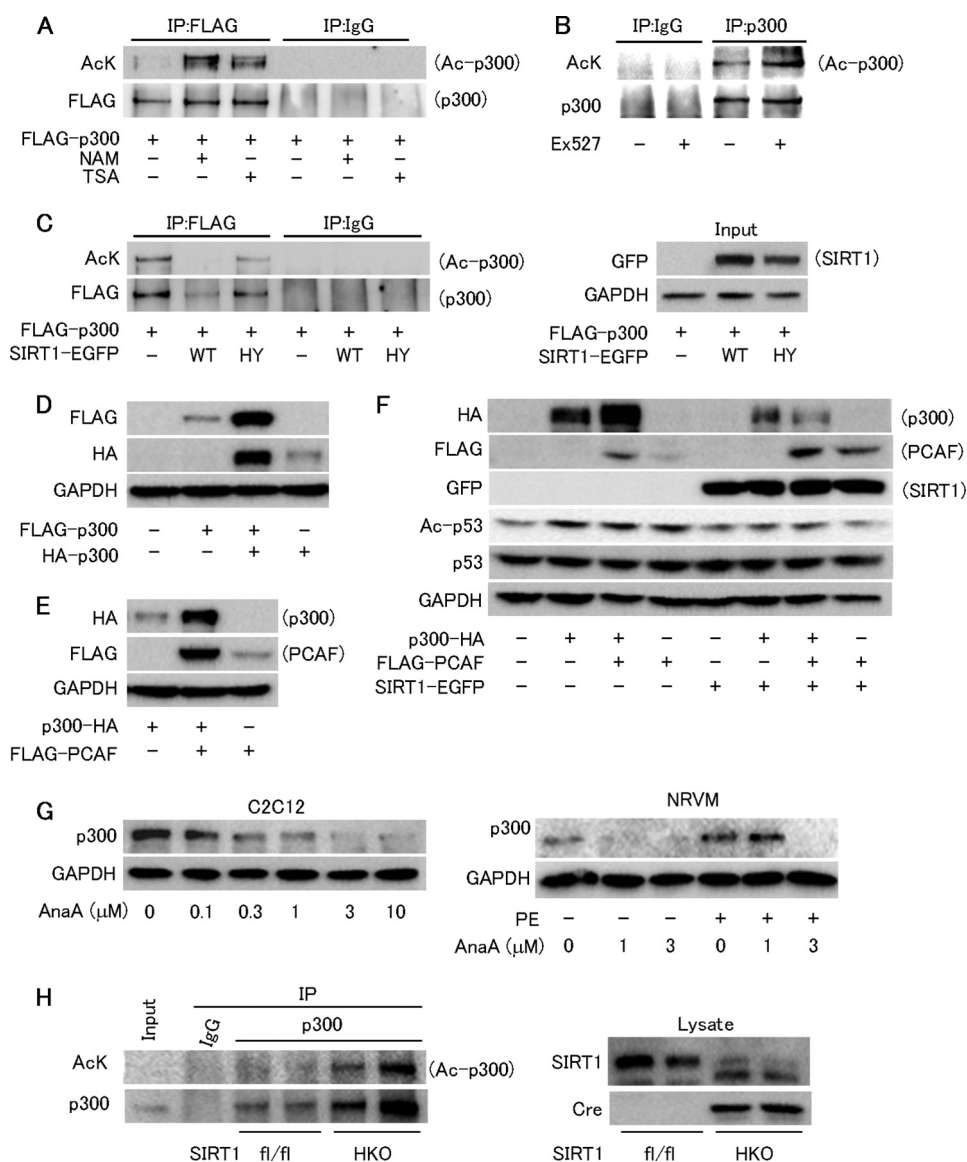 A
IP:FLAG IP:IgG
AcK (Ac-p300)
FLAG (p300)
FLAG-p300 + + + + + +
NAM − + − − + −
TSA − − + − − +
B
IP:IgG IP:p300
AcK (Ac-p300)
p300
Ex527 − + − +
C
IP:FLAG IP:IgG
AcK (Ac-p300)
FLAG (p300)
FLAG-p300 + + + + + +
SIRT1-EGFP − WT HY − WT HY
Input
GFP (SIRT1)
GAPDH
FLAG-p300 + + +
SIRT1-EGFP − WT HY
D
FLAG
HA
GAPDH
FLAG-p300 − + + −
HA-p300 − − + +
E
HA (p300)
FLAG (PCAF)
GAPDH
p300-HA + + −
FLAG-PCAF − + +
F
HA (p300)
FLAG (PCAF)
GFP (SIRT1)
Ac-p53
p53
GAPDH
p300-HA − + + − − + + −
FLAG-PCAF − − + + − − + +
SIRT1-EGFP − − − − + + + +
G
C2C12
p300
GAPDH
AnaA (μM) 0 0.1 0.3 1 3 10
NRVM
p300
GAPDH
PE − − − + + +
AnaA (μM) 0 1 3 0 1 3
H
IP
Input IgG p300
AcK (Ac-p300)
p300
SIRT1 fl/fl HKO
Lysate
SIRT1
Cre
SIRT1 fl/fl HKO